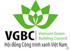 VGBC
Vietnam Green
Building Council
Hội đồng Công trình xanh Việt Nam